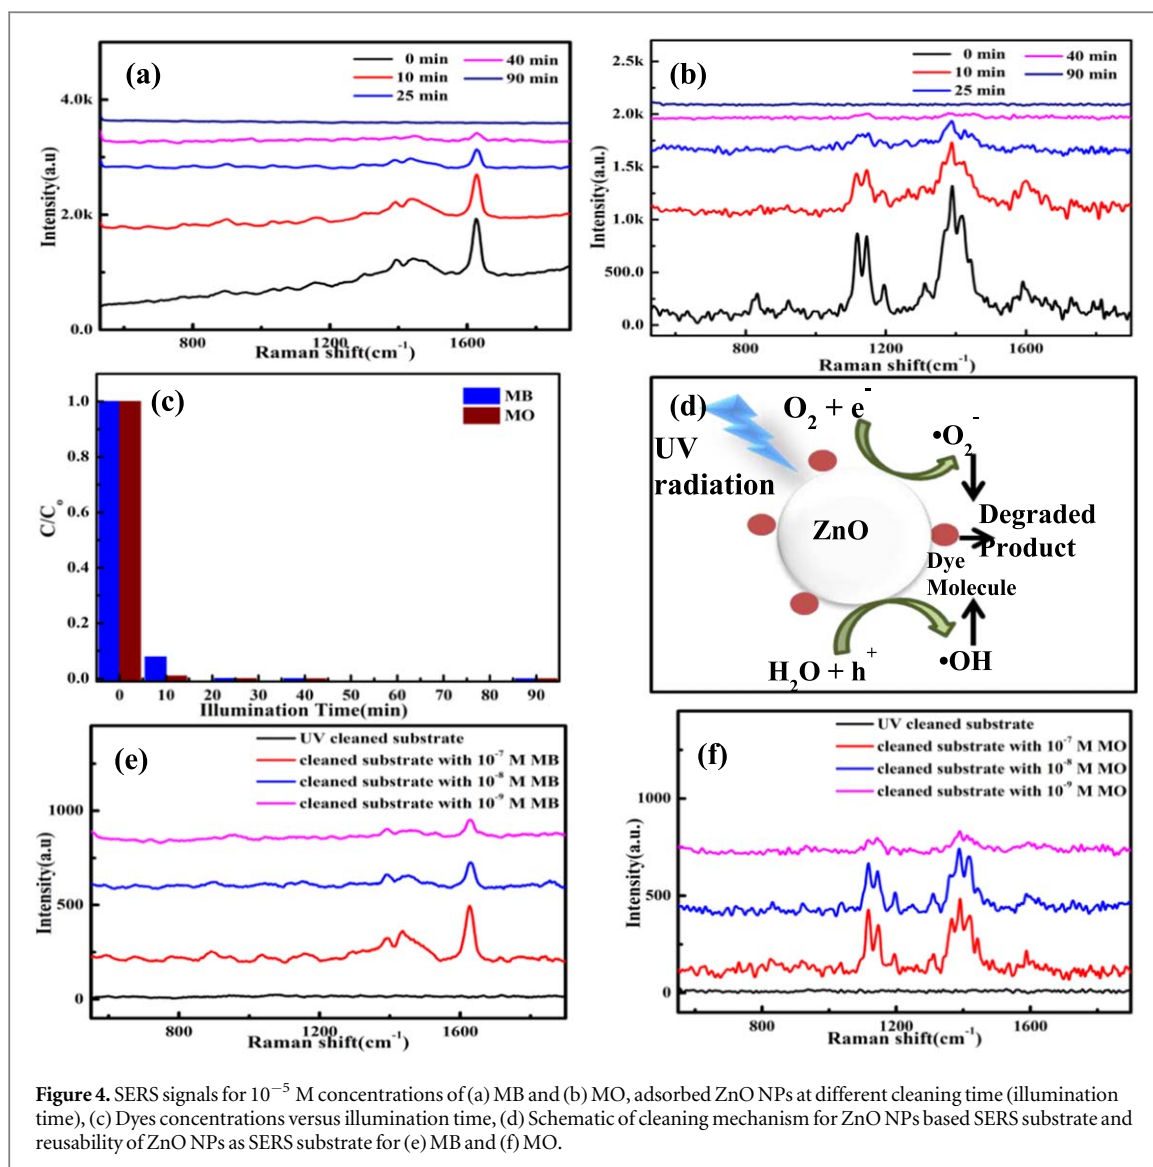 (a)
0 min
40 min
10 min
90 min
25 min
4.0k
2.0k
0.0
800
1200
1600
Intensity(a.u)
Raman shift(cm⁻¹)
(b)
0 min
40 min
10 min
90 min
25 min
2.5k
2.0k
1.5k
1.0k
500.0
0.0
800
1200
1600
Intensity(a.u.)
Raman shift(cm⁻¹)
(c)
MB
MO
1.0
0.8
0.6
0.4
0.2
0.0
0 10 20 30 40 50 60 70 80 90
C/C₀
Illumination Time(min)
(d)
O₂ + e⁻
•O₂⁻
UV
radiation
ZnO
Degraded
Product
Dye
Molecule
H₂O + h⁺
•OH
(e)
UV cleaned substrate
cleaned substrate with 10⁻⁷ M MB
cleaned substrate with 10⁻⁸ M MB
cleaned substrate with 10⁻⁹ M MB
1000
500
0
800
1200
1600
Intensity(a.u)
Raman shift(cm⁻¹)
(f)
UV cleaned substrate
cleaned substrate with 10⁻⁷ M MO
cleaned substrate with 10⁻⁸ M MO
cleaned substrate with 10⁻⁹ M MO
1000
500
0
800
1200
1600
Intensity(a.u.)
Raman shift(cm⁻¹)
Figure 4. SERS signals for 10⁻⁵ M concentrations of (a) MB and (b) MO, adsorbed ZnO NPs at different cleaning time (illumination
time), (c) Dyes concentrations versus illumination time, (d) Schematic of cleaning mechanism for ZnO NPs based SERS substrate and
reusability of ZnO NPs as SERS substrate for (e) MB and (f) MO.